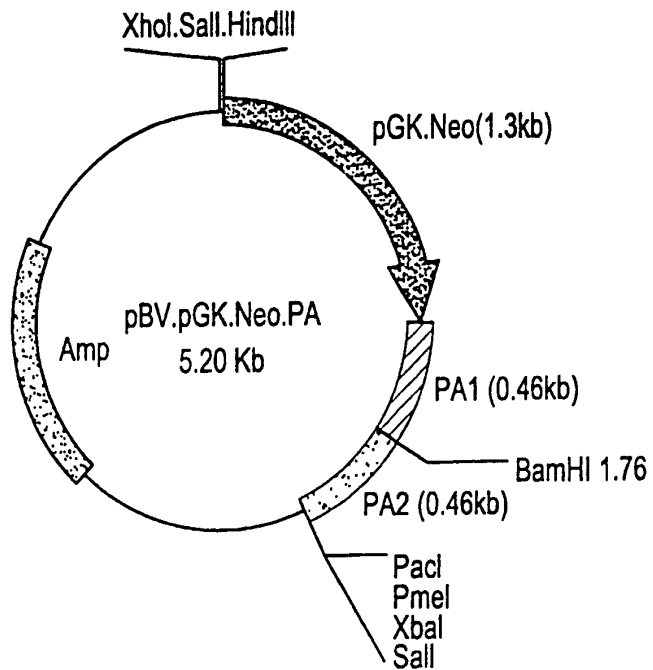 XhoI.SalI.HindIII
pGK.Neo(1.3kb)
pBV.pGK.Neo.PA
5.20 Kb
Amp
PA1 (0.46kb)
BamHI 1.76
PA2 (0.46kb)
PacI
PmeI
XbaI
SalI